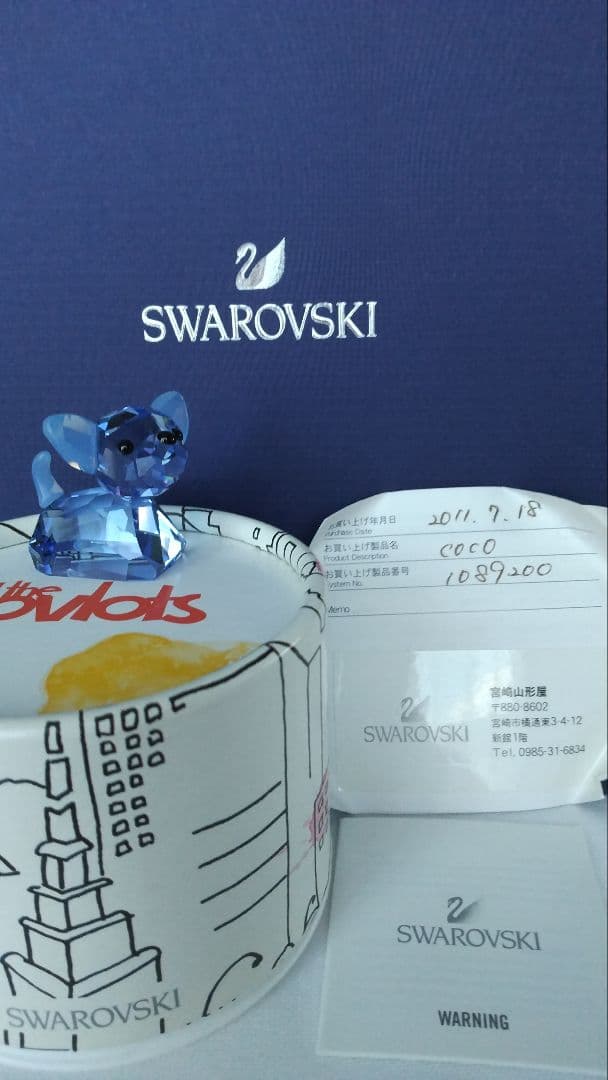 SWAROVSKI
お買い上げ年月日 2011.7.18
Purchase Date
お買い上げ製品名 COCO
Product Description
お買い上げ製品番号 1089200
System No.
Memo
the
lovlots
SWAROVSKI
宮崎山形屋
〒880-8602
宮崎市橘通東3-4-12
新館1階
Tel. 0985-31-6834
SWAROVSKI
WARNING
SWAROVSKI